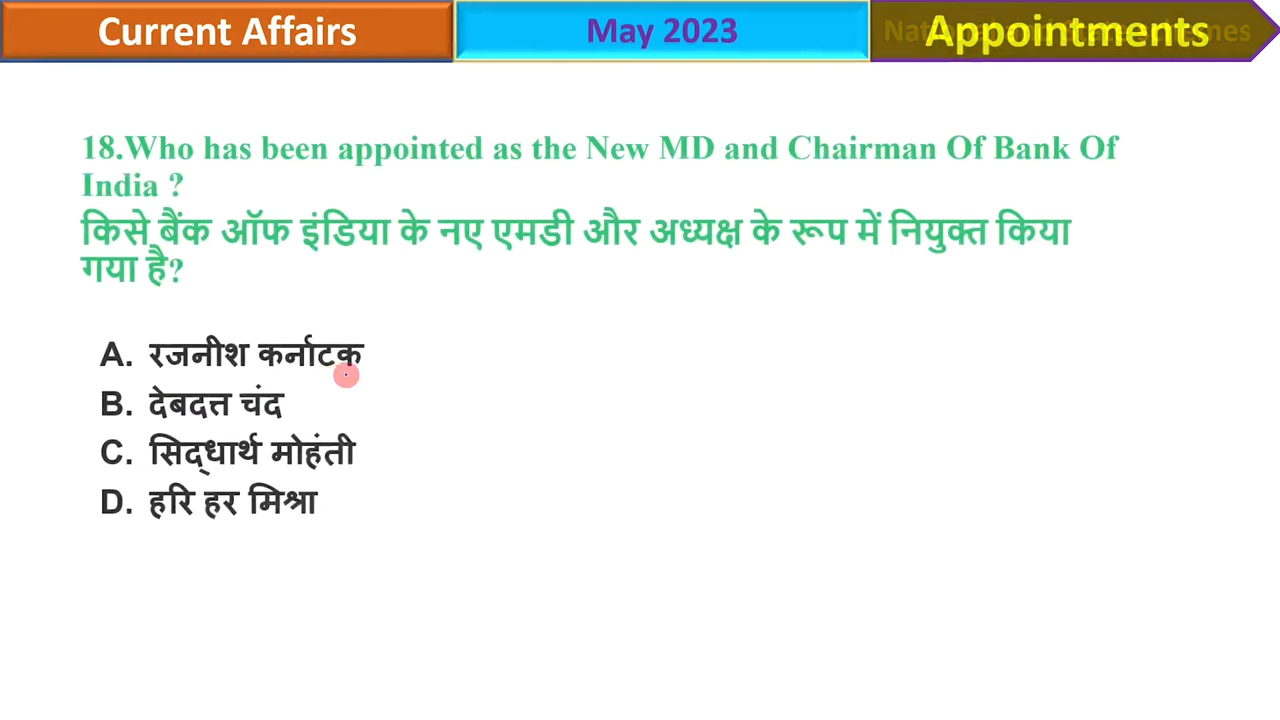 Current Affairs
May 2023
Appointments
18.Who has been appointed as the New MD and Chairman Of Bank Of
India ?
किसे बैंक ऑफ इंडिया के नए एमडी और अध्यक्ष के रूप में नियुक्त किया
गया है?
A. रजनीश कर्नाटक
B. देबदत्त चंद
C. सिद्धार्थ मोहंती
D. हरि हर मिश्रा